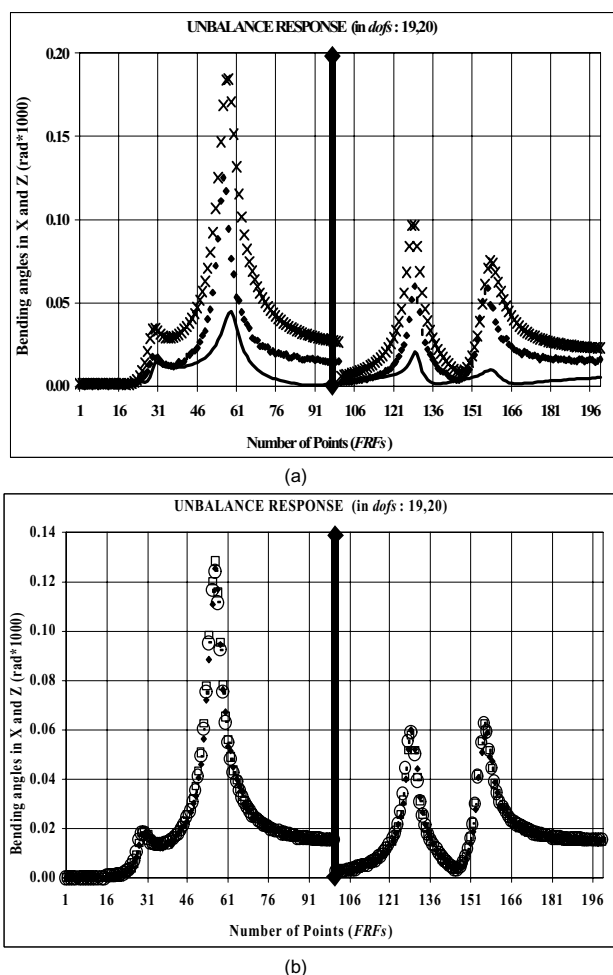 UNBALANCE RESPONSE (in dofs : 19,20)
0.20
0.15
0.10
0.05
0.00
Bending angles in X and Z (rad*1000)
1 16 31 46 61 76 91 106 121 136 151 166 181 196
Number of Points (FRFs)
(a)
UNBALANCE RESPONSE (in dofs : 19,20)
0.14
0.12
0.10
0.08
0.06
0.04
0.02
0.00
Bending angles in X and Z (rad*1000)
1 16 31 46 61 76 91 106 121 136 151 166 181 196
Number of Points (FRFs)
(b)